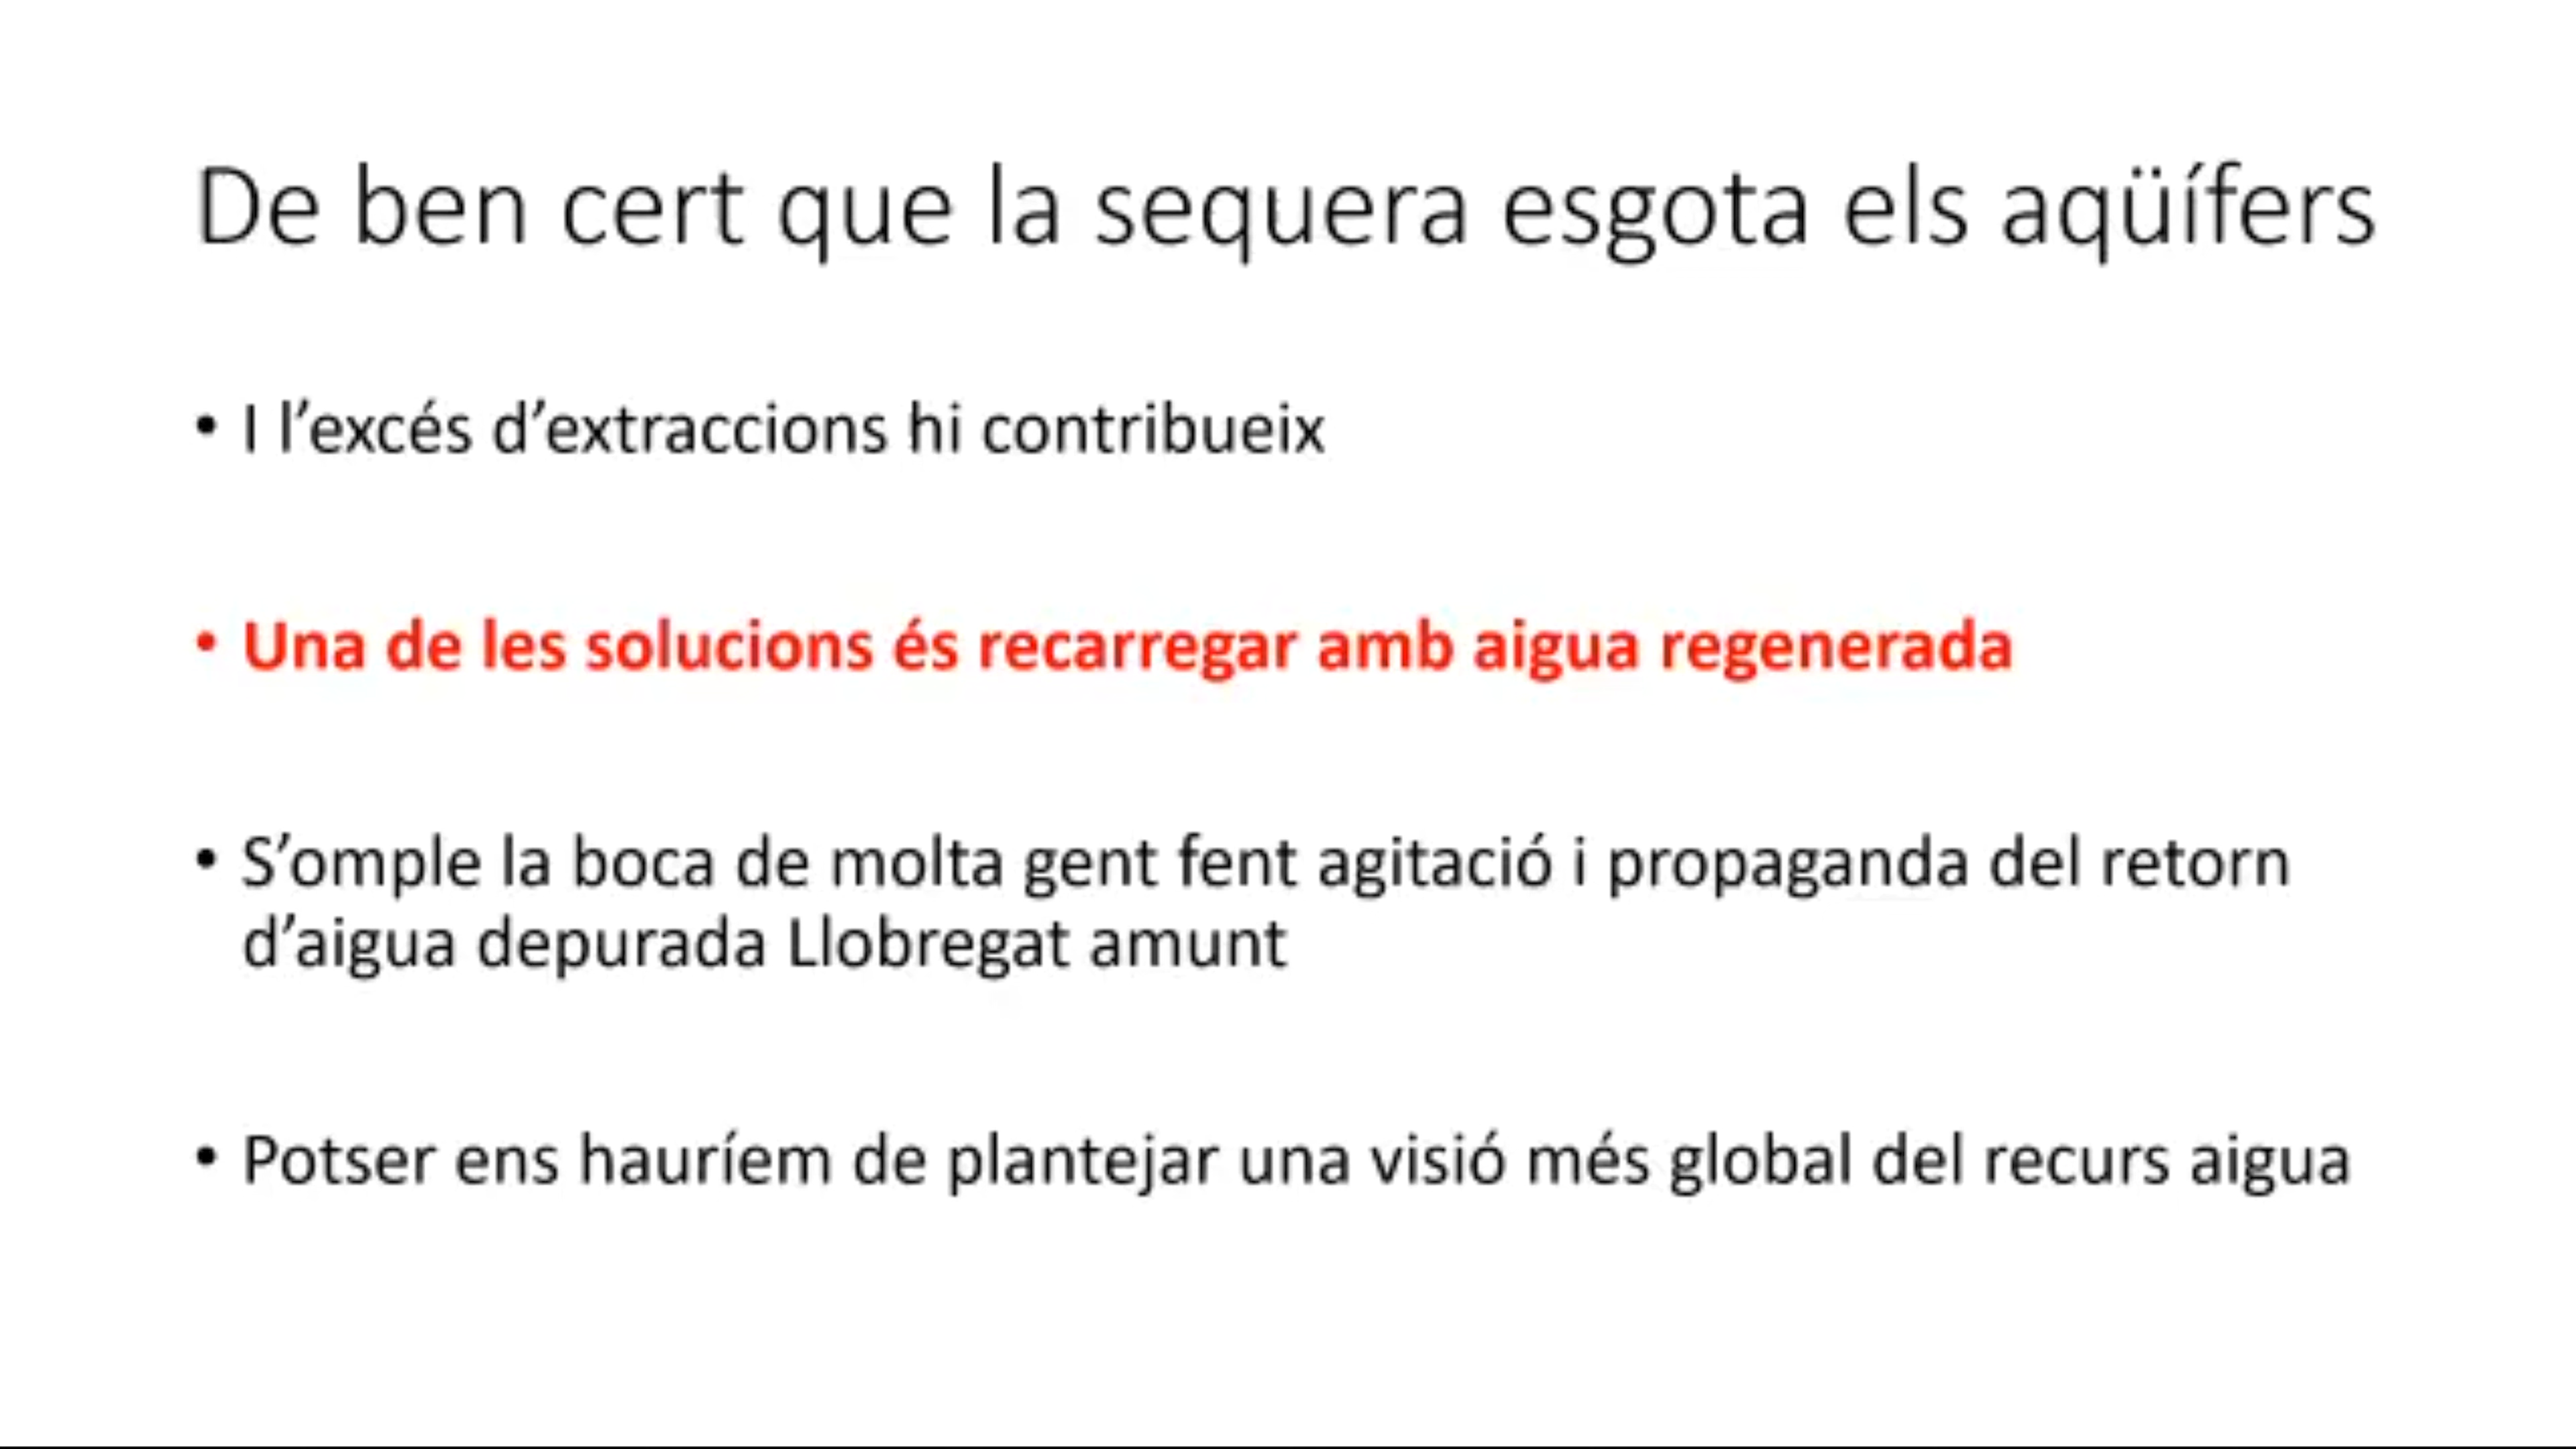 De ben cert que la sequera esgota els aqüífers
• I l’excés d’extraccions hi contribueix
• Una de les solucions és recarregar amb aigua regenerada
• S’omple la boca de molta gent fent agitació i propaganda del retorn
d’aigua depurada Llobregat amunt
• Potser ens hauríem de plantejar una visió més global del recurs aigua